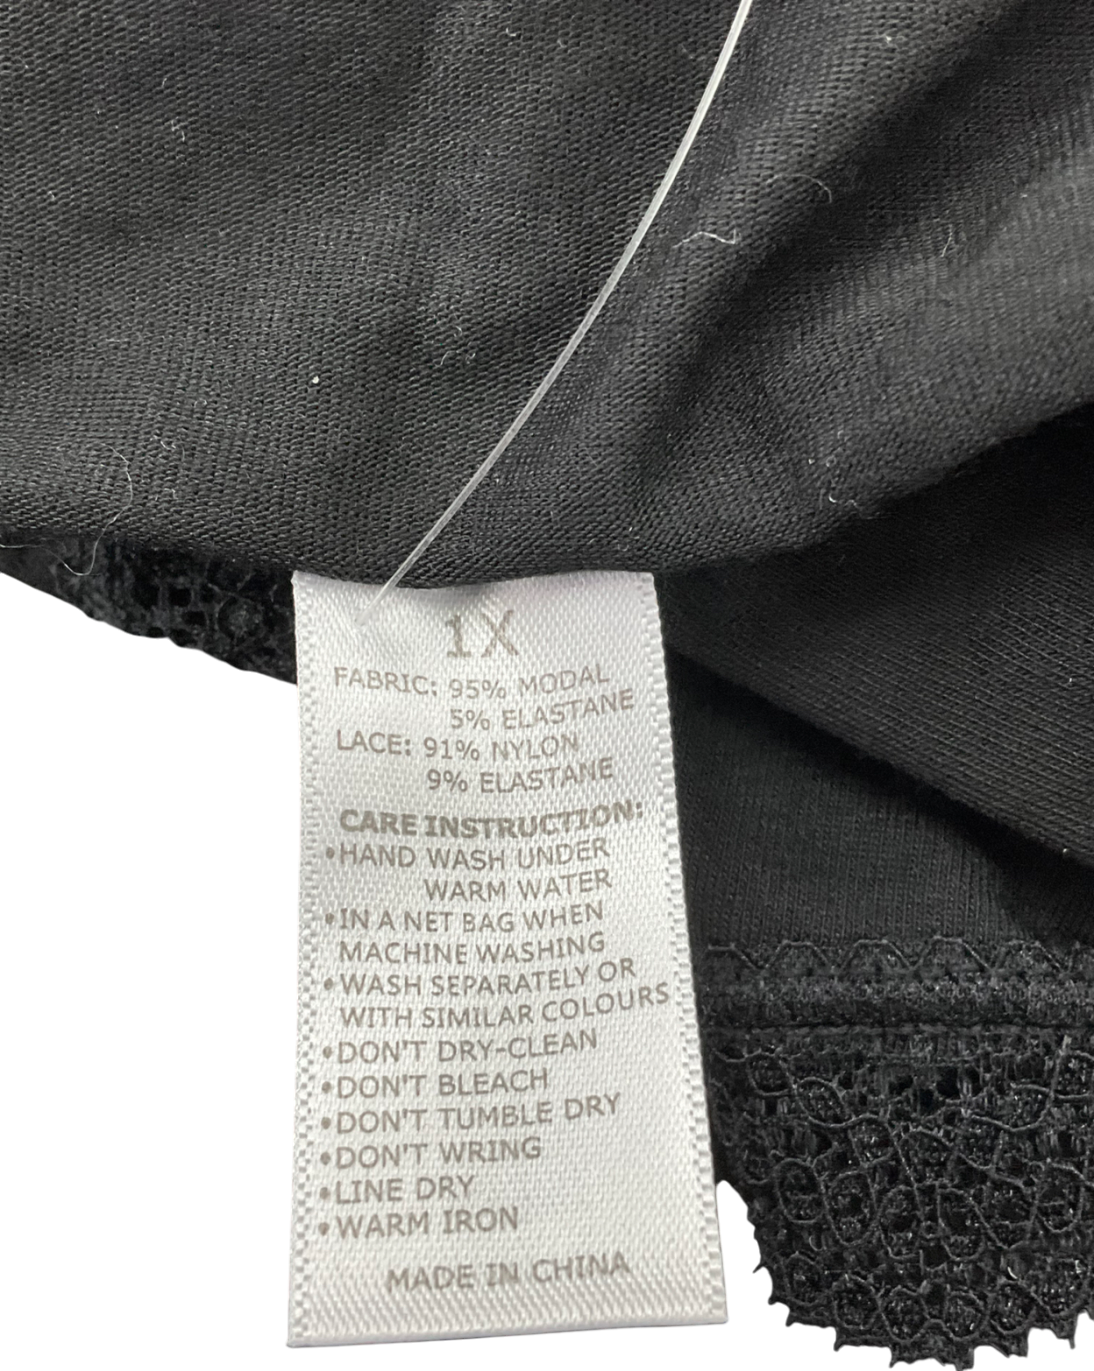 1X
FABRIC: 95% MODAL
5% ELASTANE
LACE: 91% NYLON
9% ELASTANE
CARE INSTRUCTION:
•HAND WASH UNDER
WARM WATER
•IN A NET BAG WHEN
MACHINE WASHING
•WASH SEPARATELY OR
WITH SIMILAR COLOURS
•DON'T DRY-CLEAN
•DON'T BLEACH
•DON'T TUMBLE DRY
•DON'T WRING
•LINE DRY
•WARM IRON
MADE IN CHINA